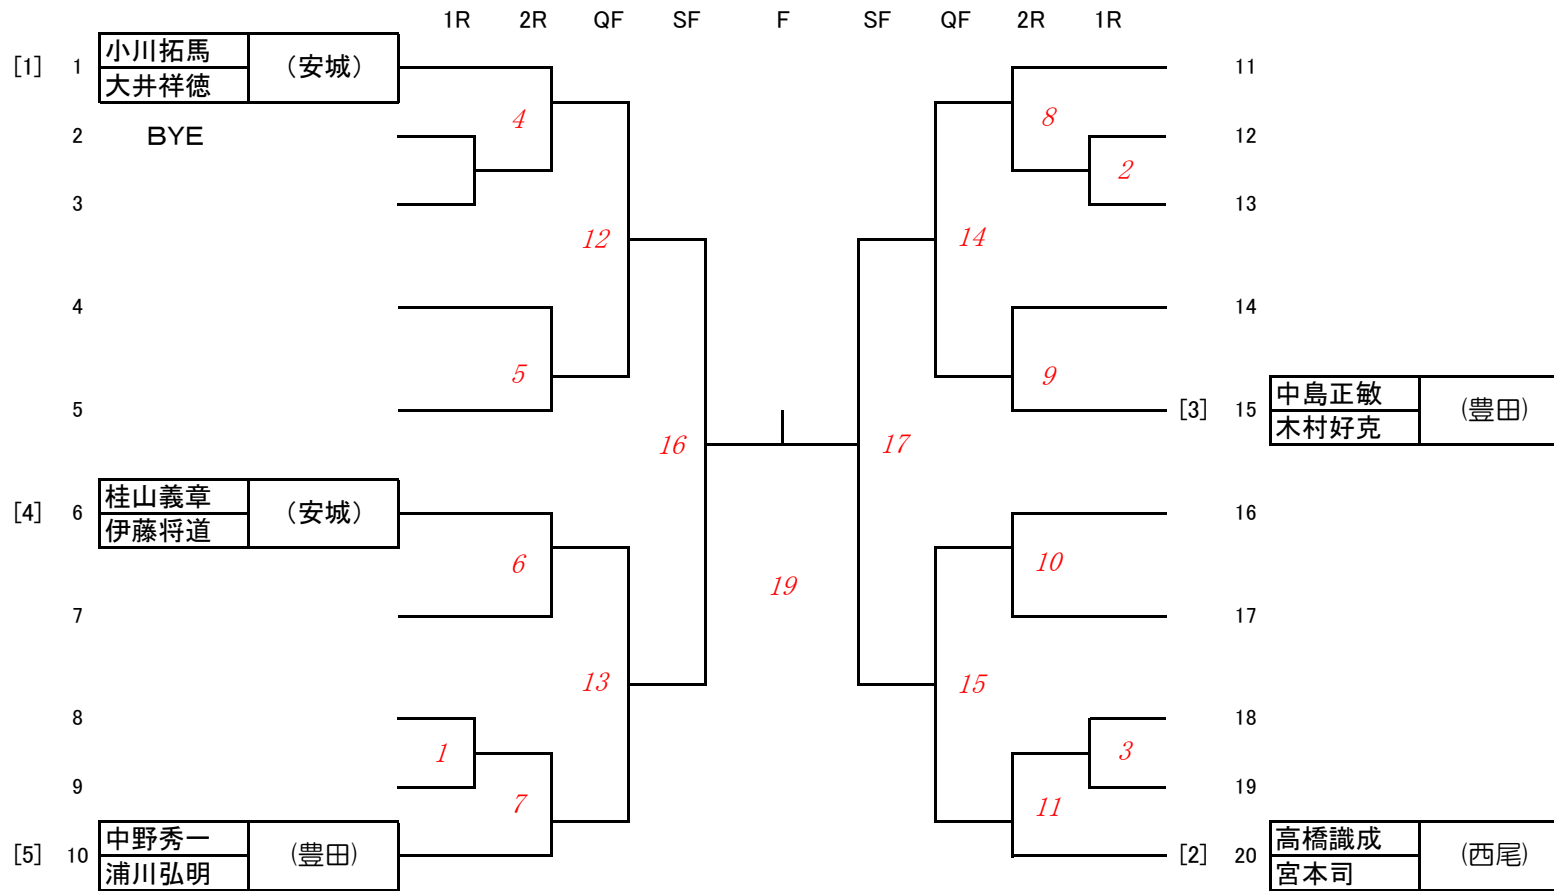 1R 2R QF SF F SF QF 2R 1R
[1] 1 小川拓馬 大井祥徳 （安城） 11
4 8
2 BYE 12
2
3 13
12 14
4 14
5 9
5 [3] 15 中島正敏 木村好克 （豊田）
16 17
[4] 6 桂山義章 伊藤将道 （安城） 16
6 10
19
7 17
13 15
8 18
1 3
9 19
7 11
[5] 10 中野秀一 浦川弘明 （豊田） [2] 20 高橋識成 宮本司 （西尾）